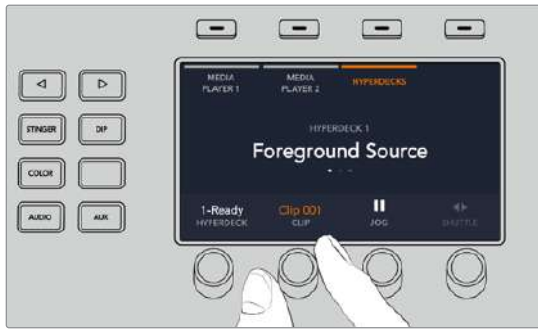 MEDIA PLAYER 1
MEDIA PLAYER 2
HYPERDECKS
HYPERDECK 1
Foreground Source
1-Ready
HYPERDECK
Clip 001
CLIP
JOG
SHUTTLE
STINGER
DIP
COLOR
AUDIO
AUX